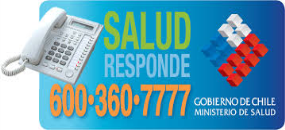 SALUD
RESPONDE
600·360·7777
GOBIERNO DE CHILE
MINISTERIO DE SALUD